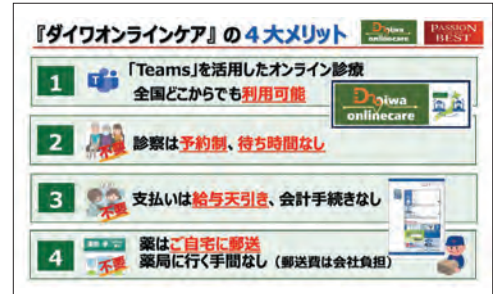 『ダイワオンラインケア』の４大メリット
Daiwa
onlinecare
PASSION
BEST
1
「Teams」を活用したオンライン診療
全国どこからでも利用可能
Daiwa
onlinecare
2
不要
診察は予約制、待ち時間なし
3
不要
支払いは給与天引き、会計手続きなし
4
不要
薬はご自宅に郵送
薬局に行く手間なし（郵送費は会社負担）